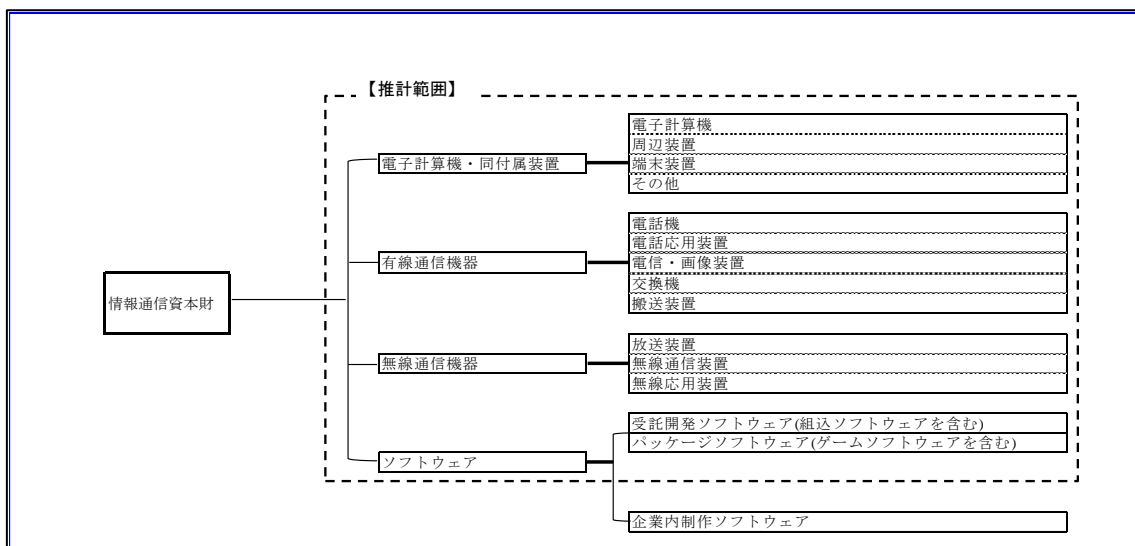 【推計範囲】
電子計算機
周辺装置
電子計算機・同付属装置
端末装置
その他
電話機
電話応用装置
有線通信機器
電信・画像装置
交換機
搬送装置
情報通信資本財
放送装置
無線通信機器
無線通信装置
無線応用装置
受託開発ソフトウェア(組込ソフトウェアを含む)
パッケージソフトウェア(ゲームソフトウェアを含む)
ソフトウェア
企業内制作ソフトウェア